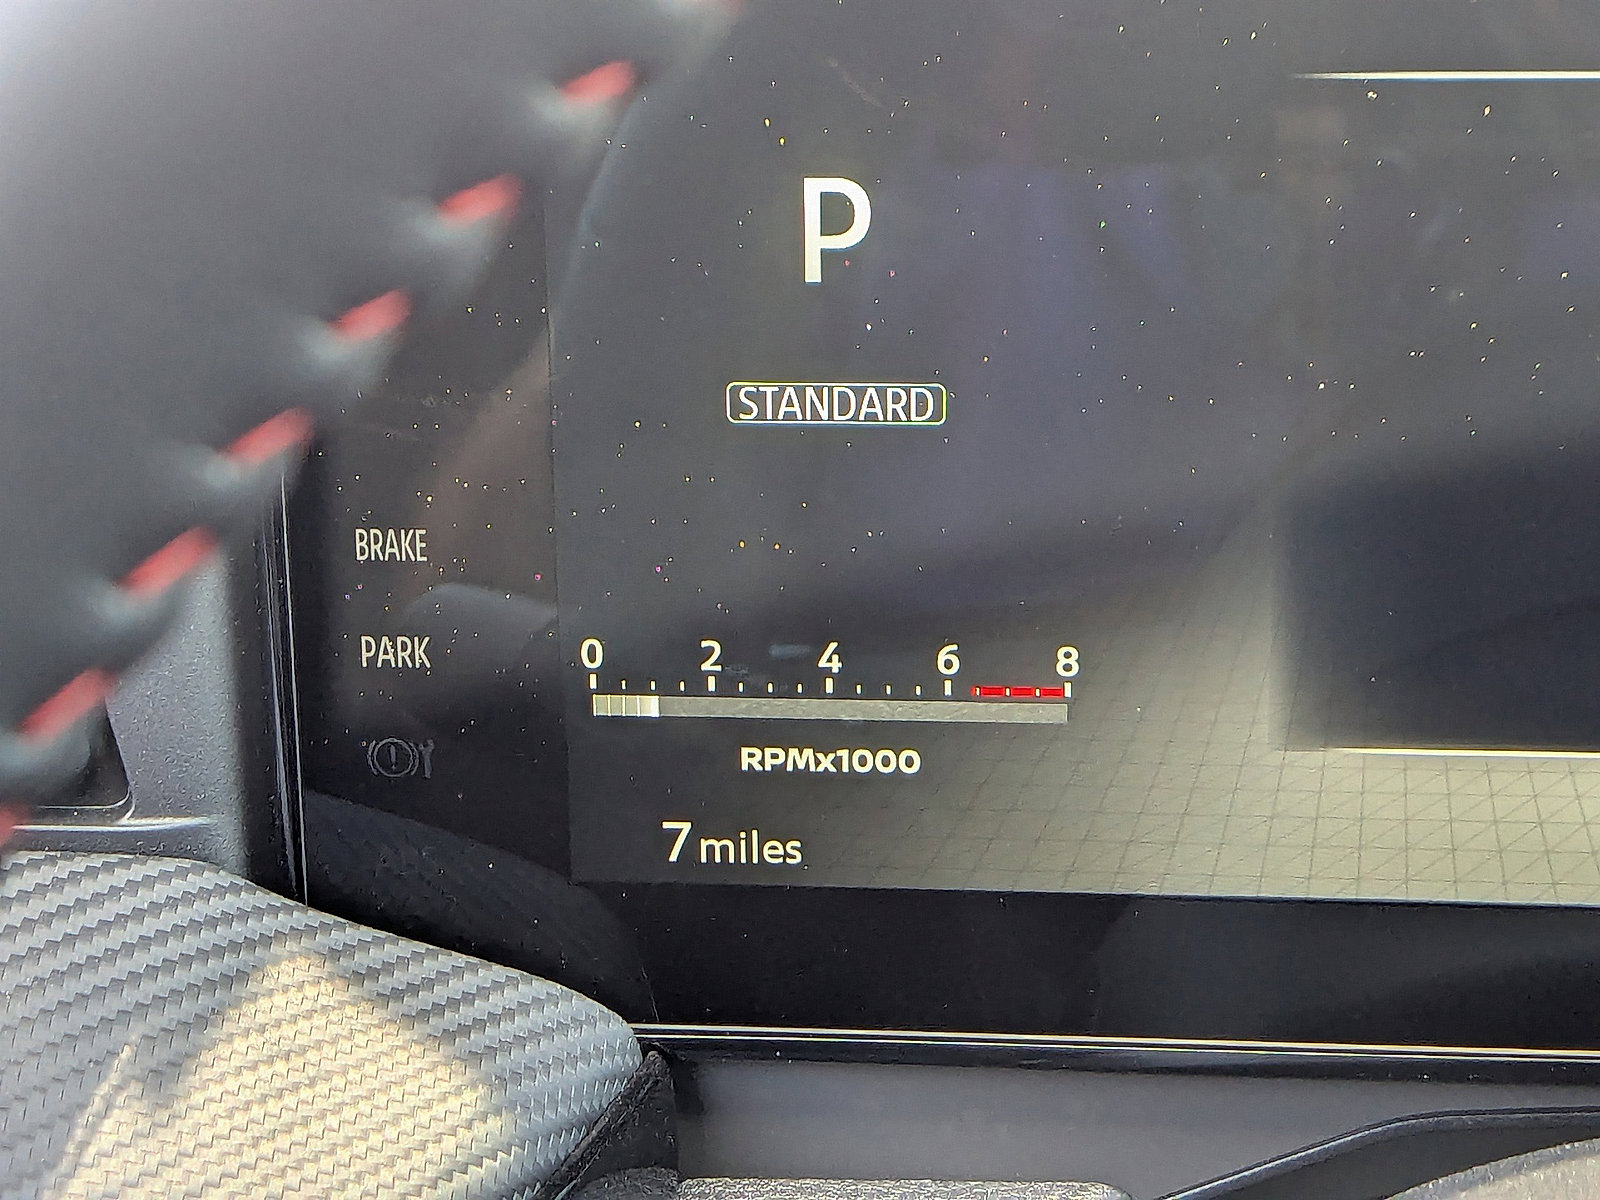 P
STANDARD
BRAKE
PARK
0 2 4 6 8
RPMx1000
7 miles